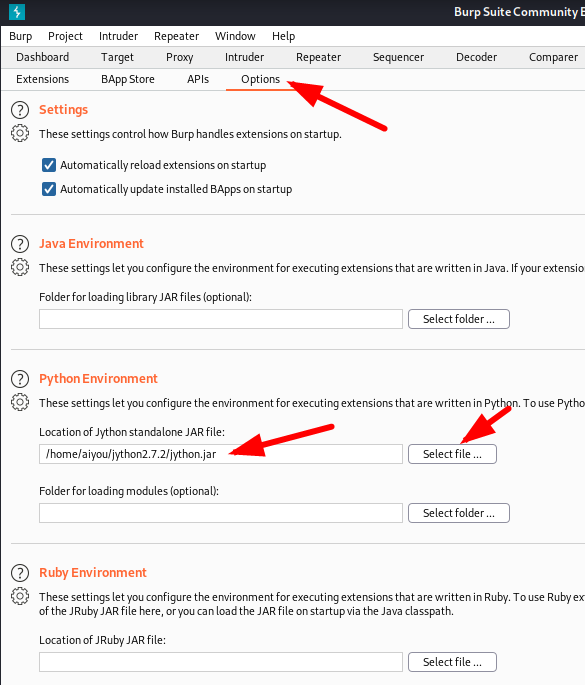 Burp Suite Community E
Burp Project Intruder Repeater Window Help
Dashboard Target Proxy Intruder Repeater Sequencer Decoder Comparer
Extensions BApp Store APIs Options
? Settings
These settings control how Burp handles extensions on startup.
Automatically reload extensions on startup
Automatically update installed BApps on startup
? Java Environment
These settings let you configure the environment for executing extensions that are written in Java. If your extensio
Folder for loading library JAR files (optional):
Select folder ...
? Python Environment
These settings let you configure the environment for executing extensions that are written in Python. To use Pytho
Location of Jython standalone JAR file:
/home/aiyou/jython2.7.2/jython.jar Select file ...
Folder for loading modules (optional):
Select folder ...
? Ruby Environment
These settings let you configure the environment for executing extensions that are written in Ruby. To use Ruby ex
of the JRuby JAR file here, or you can load the JAR file on startup via the Java classpath.
Location of JRuby JAR file:
Select file ...